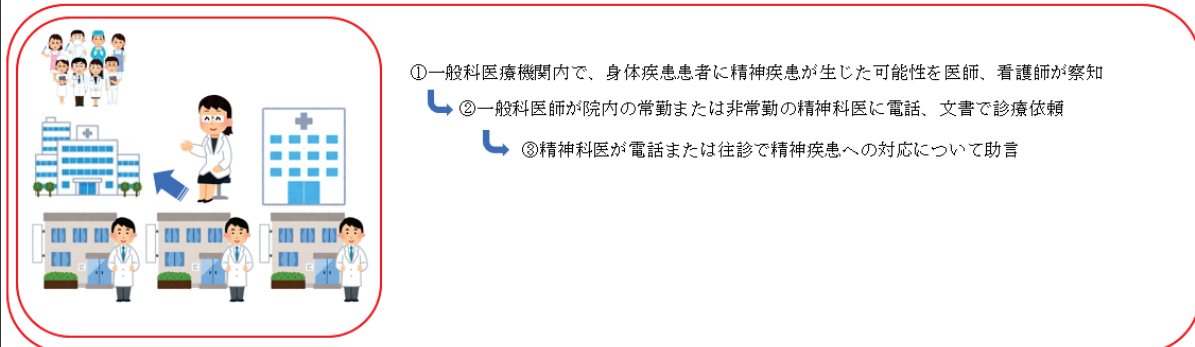 ①一般科医療機関内で、身体疾患患者に精神疾患が生じた可能性を医師、看護師が察知
②一般科医師が院内の常勤または非常勤の精神科医に電話、文書で診療依頼
③精神科医が電話または往診で精神疾患への対応について助言